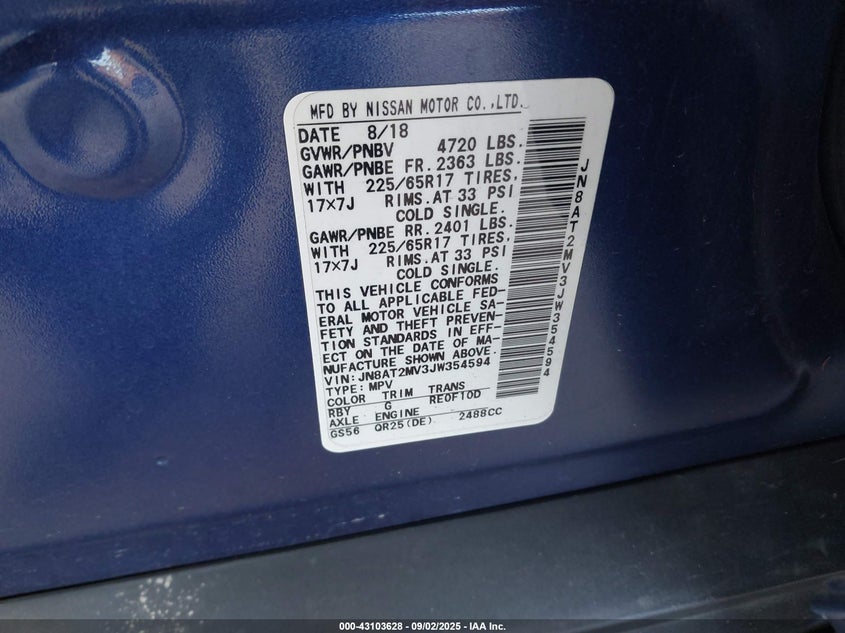 MFD BY NISSAN MOTOR CO.,LTD.
DATE 8/18
GVWR/PNBV 4720 LBS.
GAWR/PNBE FR. 2363 LBS.
WITH 225/65R17 TIRES,
17×7J RIMS.AT 33 PSI
COLD SINGLE.
GAWR/PNBE RR. 2401 LBS.
WITH 225/65R17 TIRES,
17×7J RIMS.AT 33 PSI
COLD SINGLE.
THIS VEHICLE CONFORMS
TO ALL APPLICABLE FED-
ERAL MOTOR VEHICLE SA-
FETY AND THEFT PREVEN-
TION STANDARDS IN EFF-
ECT ON THE DATE OF MA-
NUFACTURE SHOWN ABOVE.
VIN: JN8AT2MV3JW354594
TYPE: MPV
COLOR TRIM TRANS
RBY G RE0F10D
AXLE ENGINE
GS56 QR25(DE) 2488CC
JN8AT2MV3JW354594
000-43103628 - 09/02/2025 - IAA Inc.